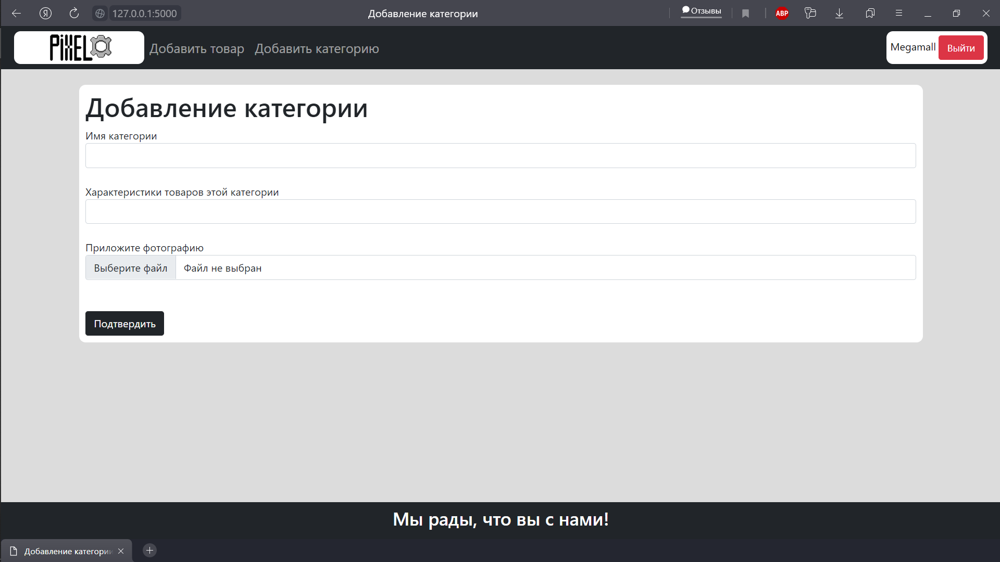 127.0.0.1:5000
Добавление категории
Отзывы
ABP
PiXEL
Добавить товар
Добавить категорию
Megamall
Выйти
Добавление категории
Имя категории
Характеристики товаров этой категории
Приложите фотографию
Выберите файл
Файл не выбран
Подтвердить
Мы рады, что вы с нами!
Добавление категории